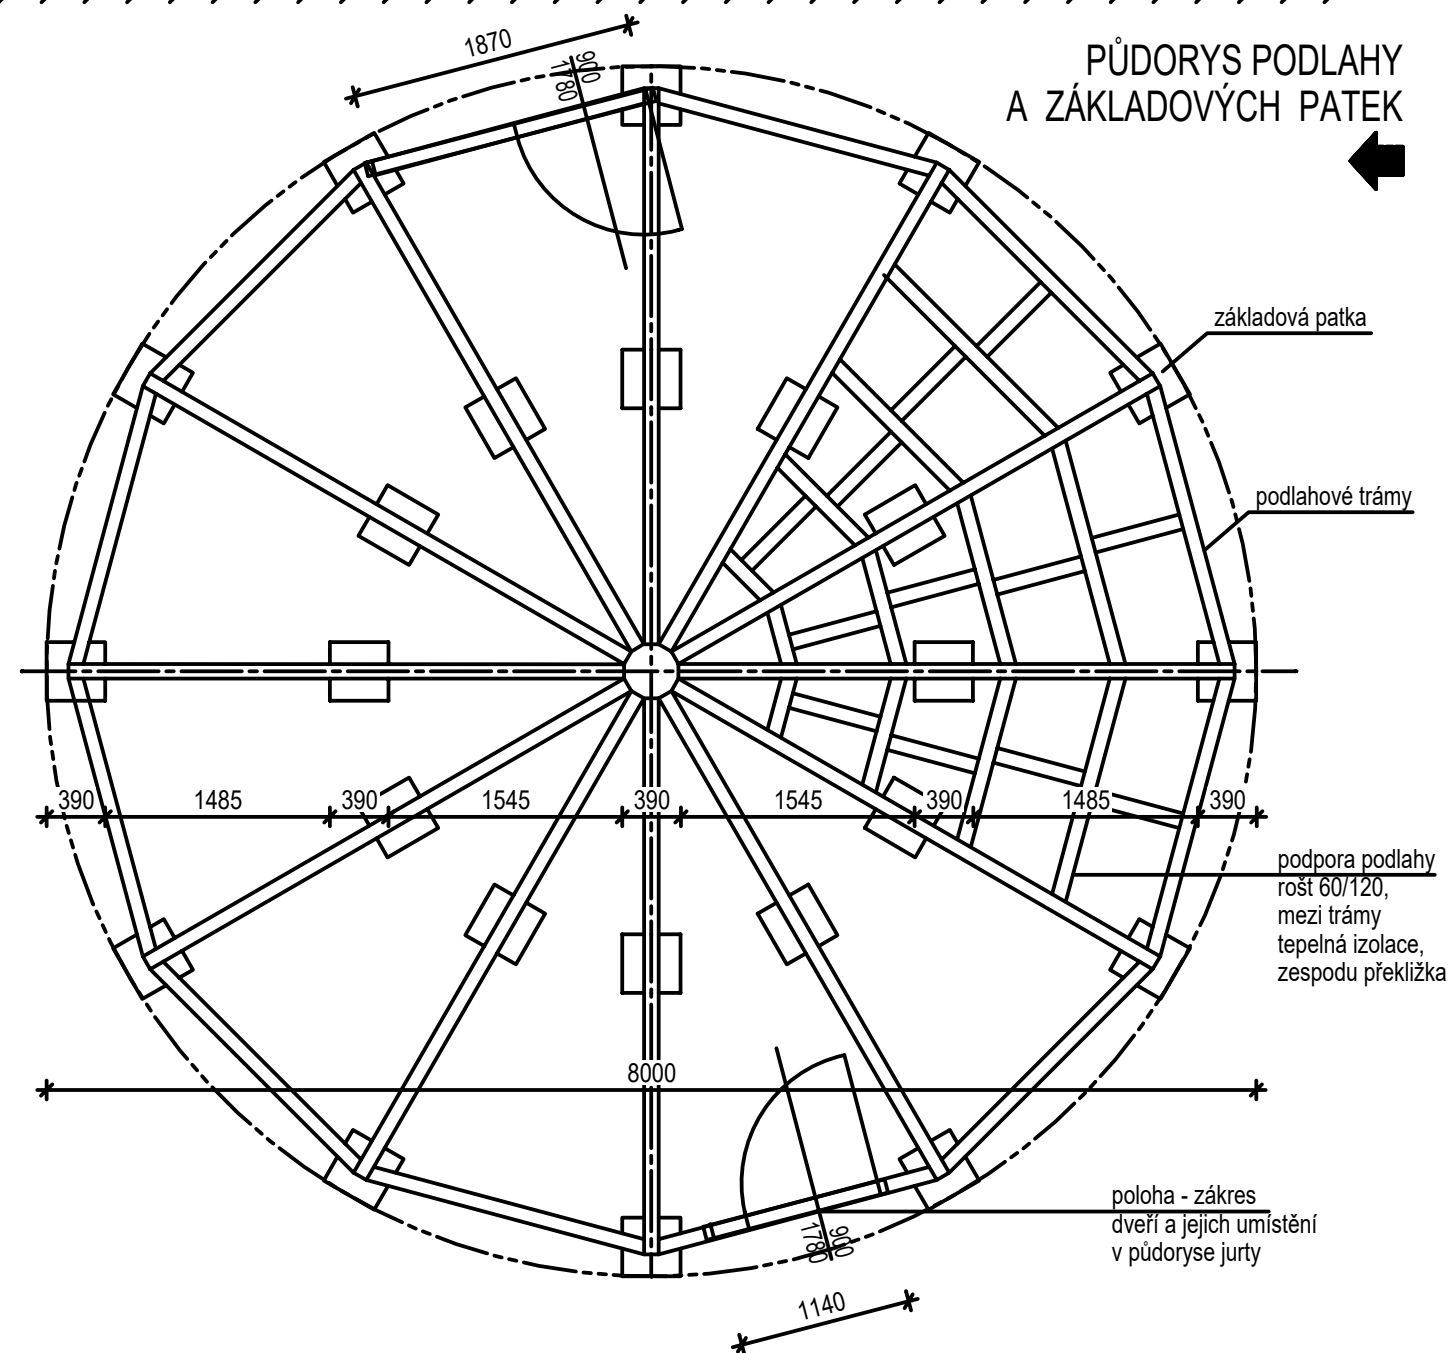 PŮDORYS PODLAHY
A ZÁKLADOVÝCH PATEK
1870
900
1780
základová patka
podlahové trámy
390
1485
390
1545
390
1545
390
1485
390
podpora podlahy
rošt 60/120,
mezi trámy
tepelná izolace,
zespodu překližka
8000
poloha - zákres
dveří a jejich umístění
v půdoryse jurty
900
1780
1140